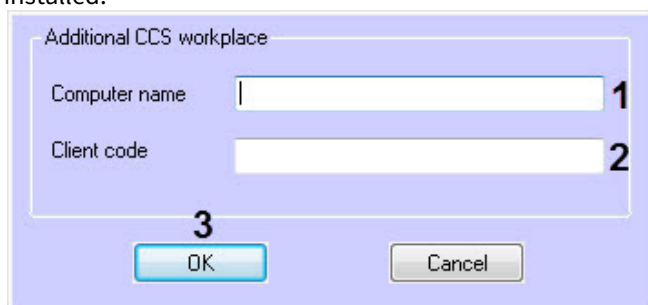 installed.
Additional CCS workplace
Computer name 1
Client code 2
3
OK Cancel